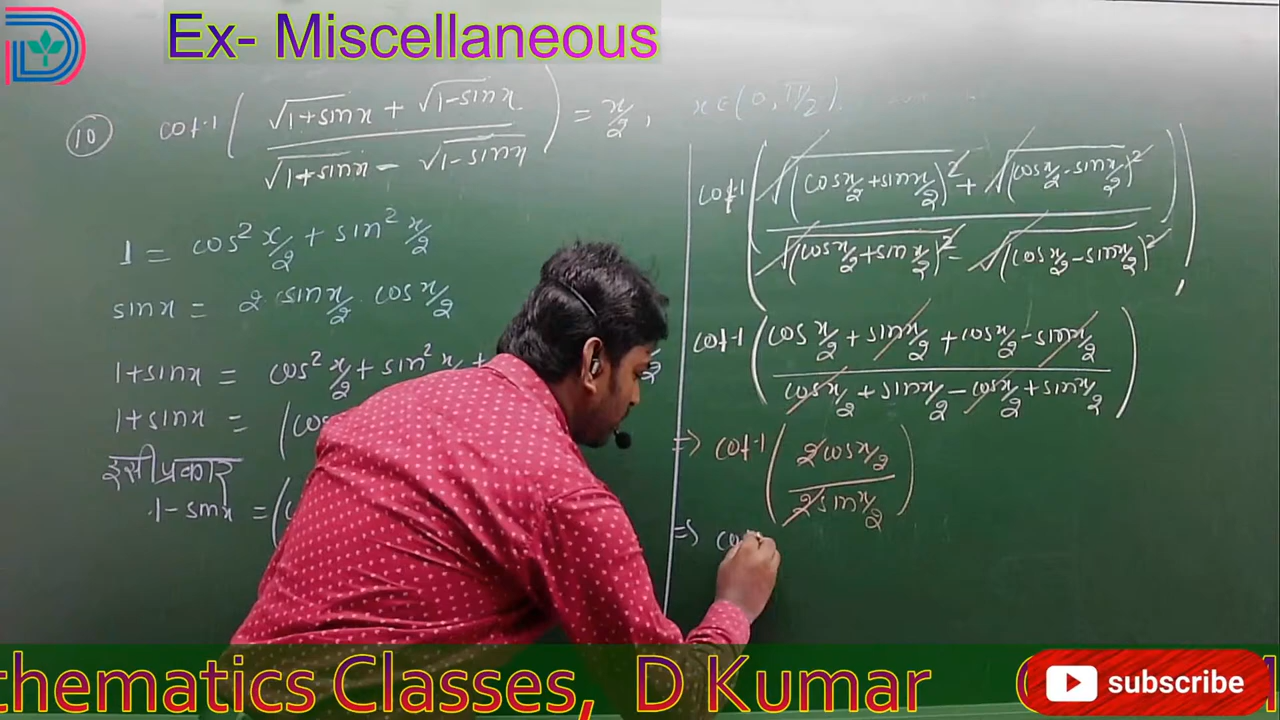 Ex- Miscellaneous
(10) cot-1 ( √1+sinx + √1-sinx / √1+sinx - √1-sinx ) = x/2, x∈(0, π/2).
1 = cos² x/2 + sin² x/2
sinx = 2 sin x/2 cos x/2
1+sinx = cos² x/2 + sin² x/2 +
1+sinx = (cos
इसी प्रकार
1-sinx = (
cot-1 ( √(cos x/2 + sin x/2)² + √(cos x/2 - sin x/2)² / √(cos x/2 + sin x/2)² - √(cos x/2 - sin x/2)² )
cot-1 ( cos x/2 + sin x/2 + cos x/2 - sin x/2 / cos x/2 + sin x/2 - cos x/2 + sin x/2 )
=> cot-1 ( 2cos x/2 / 2sin x/2 )
=> co
thematics Classes, D Kumar
subscribe